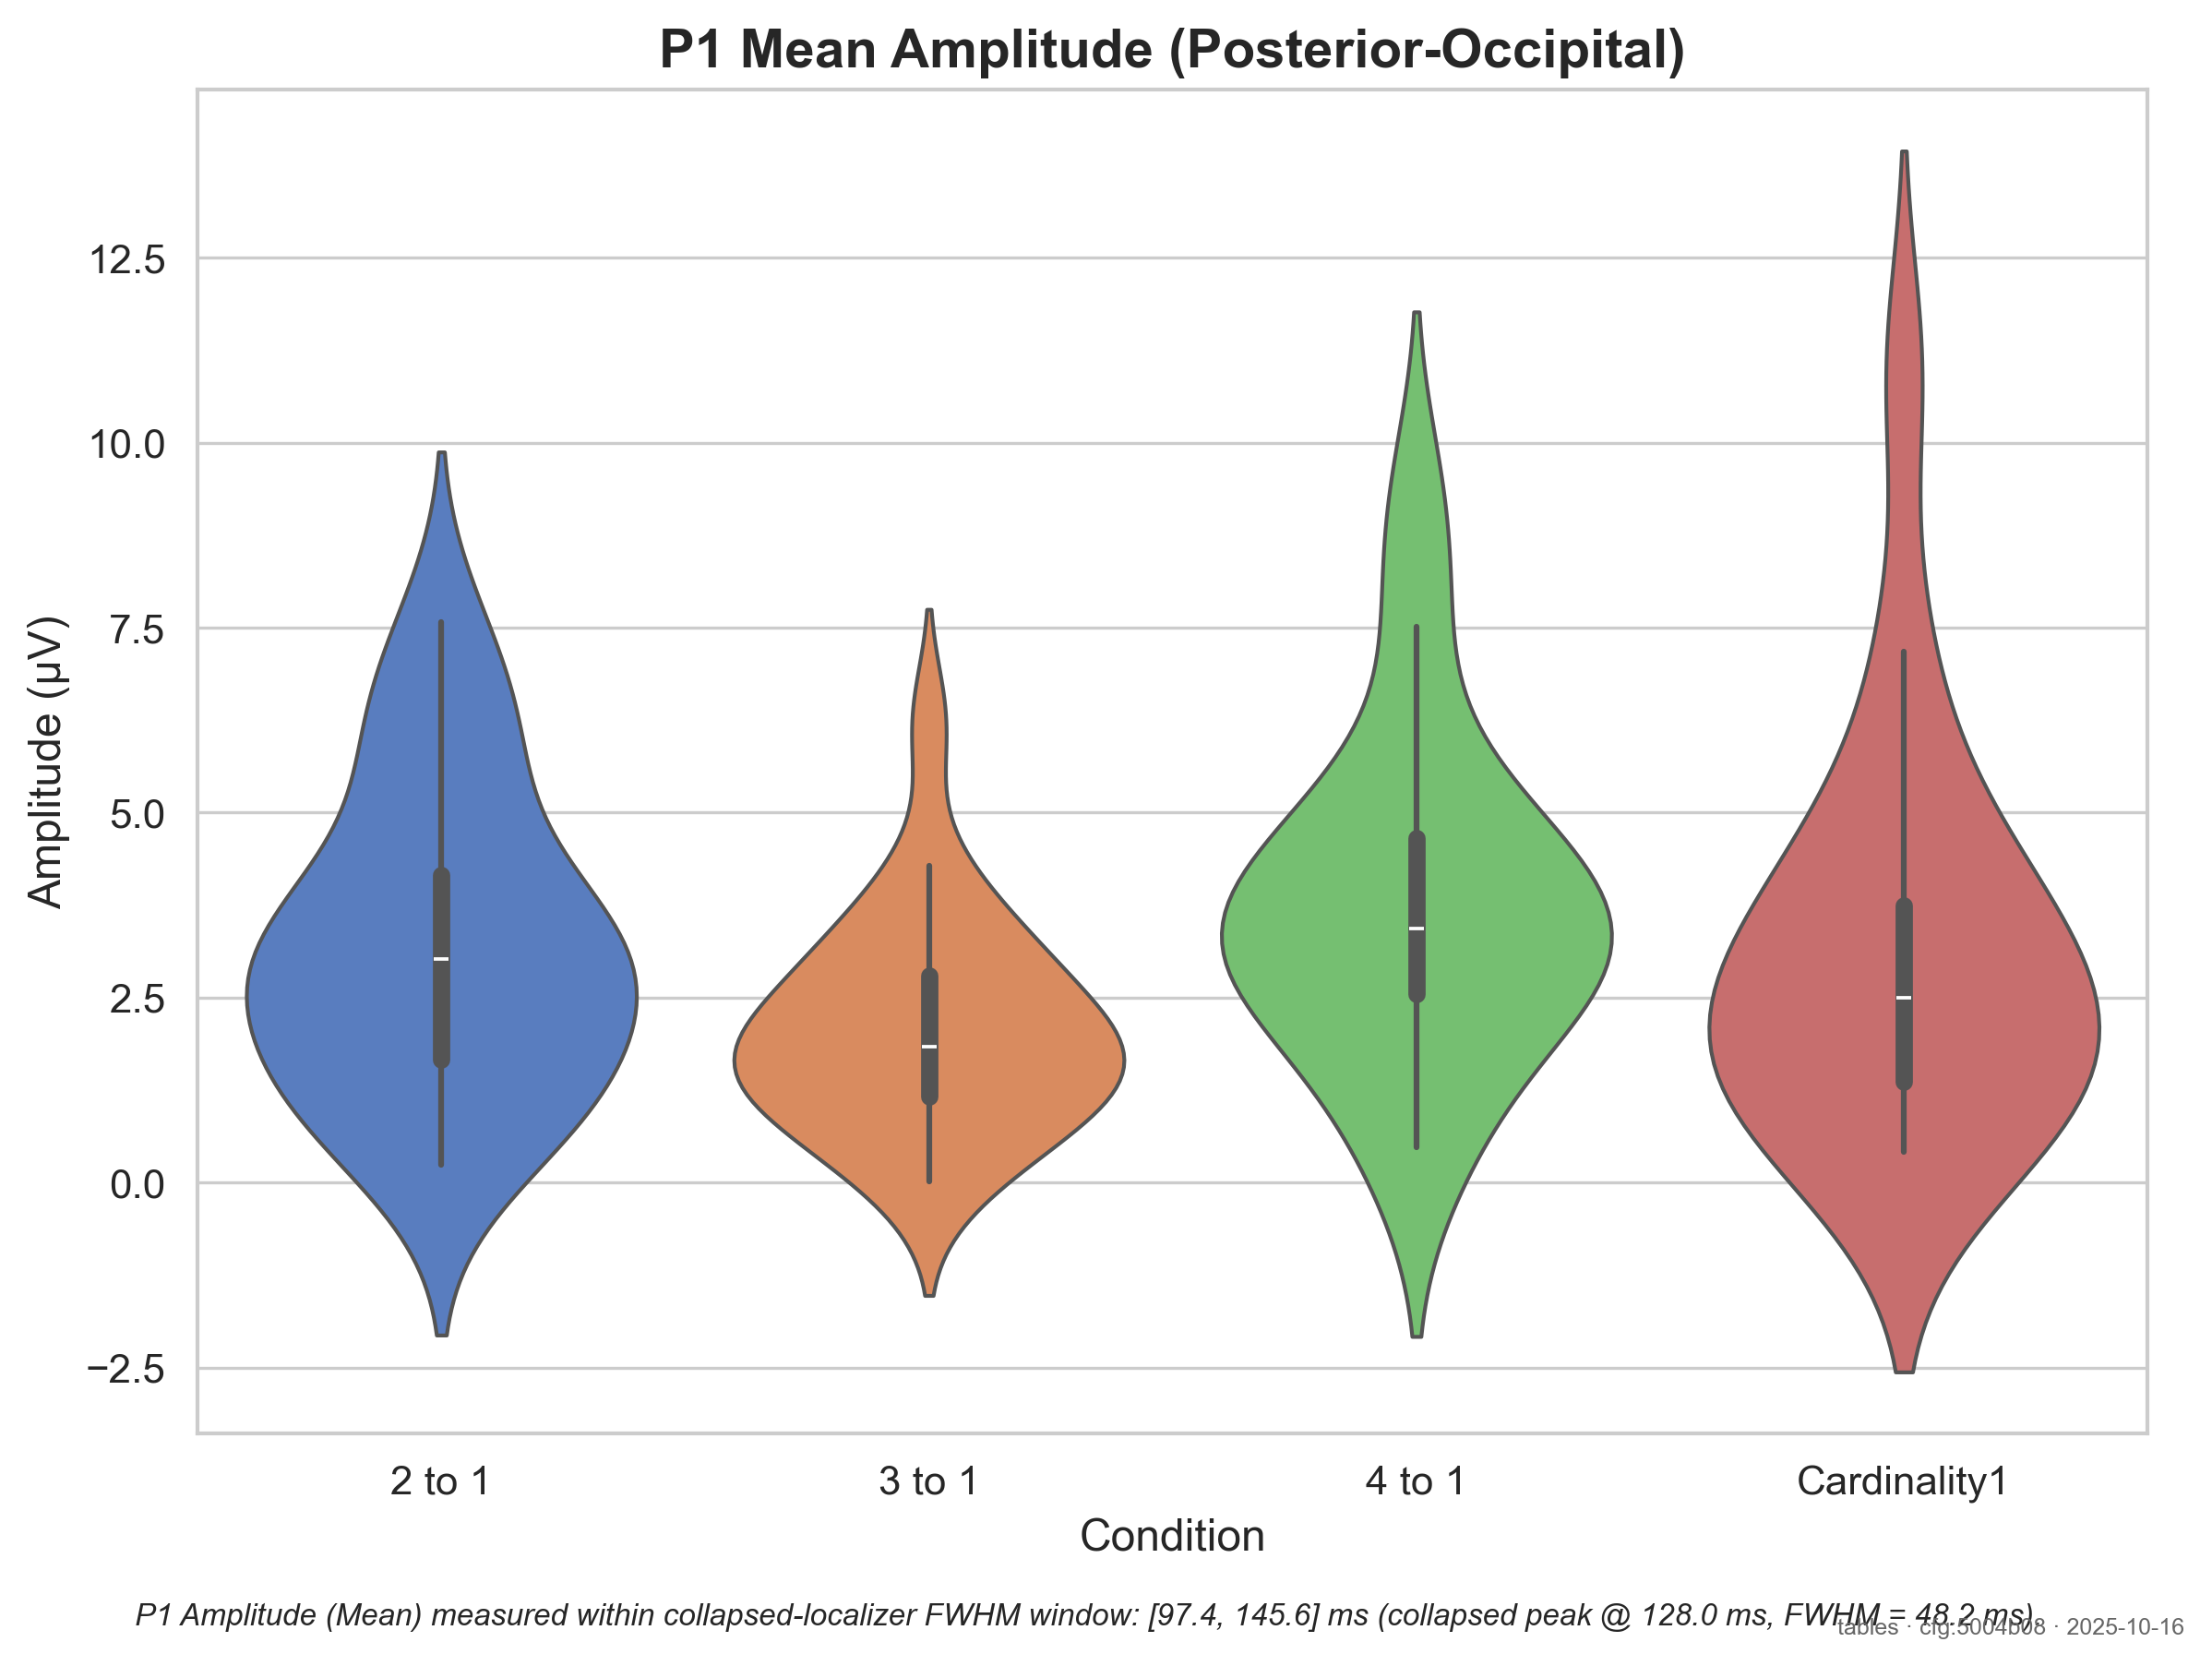 P1 Mean Amplitude (Posterior-Occipital)
Amplitude (µV)
12.5
10.0
7.5
5.0
2.5
0.0
−2.5
2 to 1
3 to 1
4 to 1
Cardinality1
Condition
P1 Amplitude (Mean) measured within collapsed-localizer FWHM window: [97.4, 145.6] ms (collapsed peak @ 128.0 ms, FWHM = 48.2 ms)
tables · cfg:5004b08 · 2025-10-16